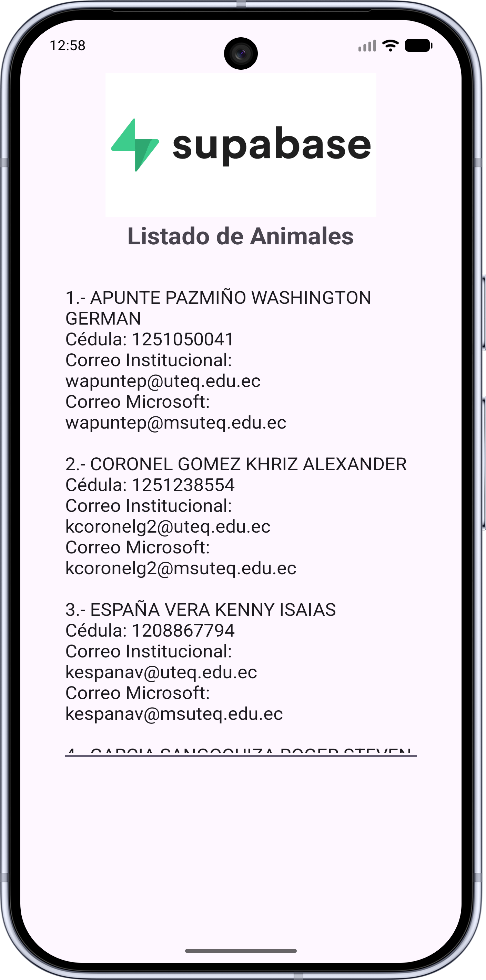 12:58
supabase
Listado de Animales
1.- APUNTE PAZMIÑO WASHINGTON
GERMAN
Cédula: 1251050041
Correo Institucional:
wapuntep@uteq.edu.ec
Correo Microsoft:
wapuntep@msuteq.edu.ec
2.- CORONEL GOMEZ KHRIZ ALEXANDER
Cédula: 1251238554
Correo Institucional:
kcoronelg2@uteq.edu.ec
Correo Microsoft:
kcoronelg2@msuteq.edu.ec
3.- ESPAÑA VERA KENNY ISAIAS
Cédula: 1208867794
Correo Institucional:
kespanav@uteq.edu.ec
Correo Microsoft:
kespanav@msuteq.edu.ec
4.- GARCIA ROGER STEVEN